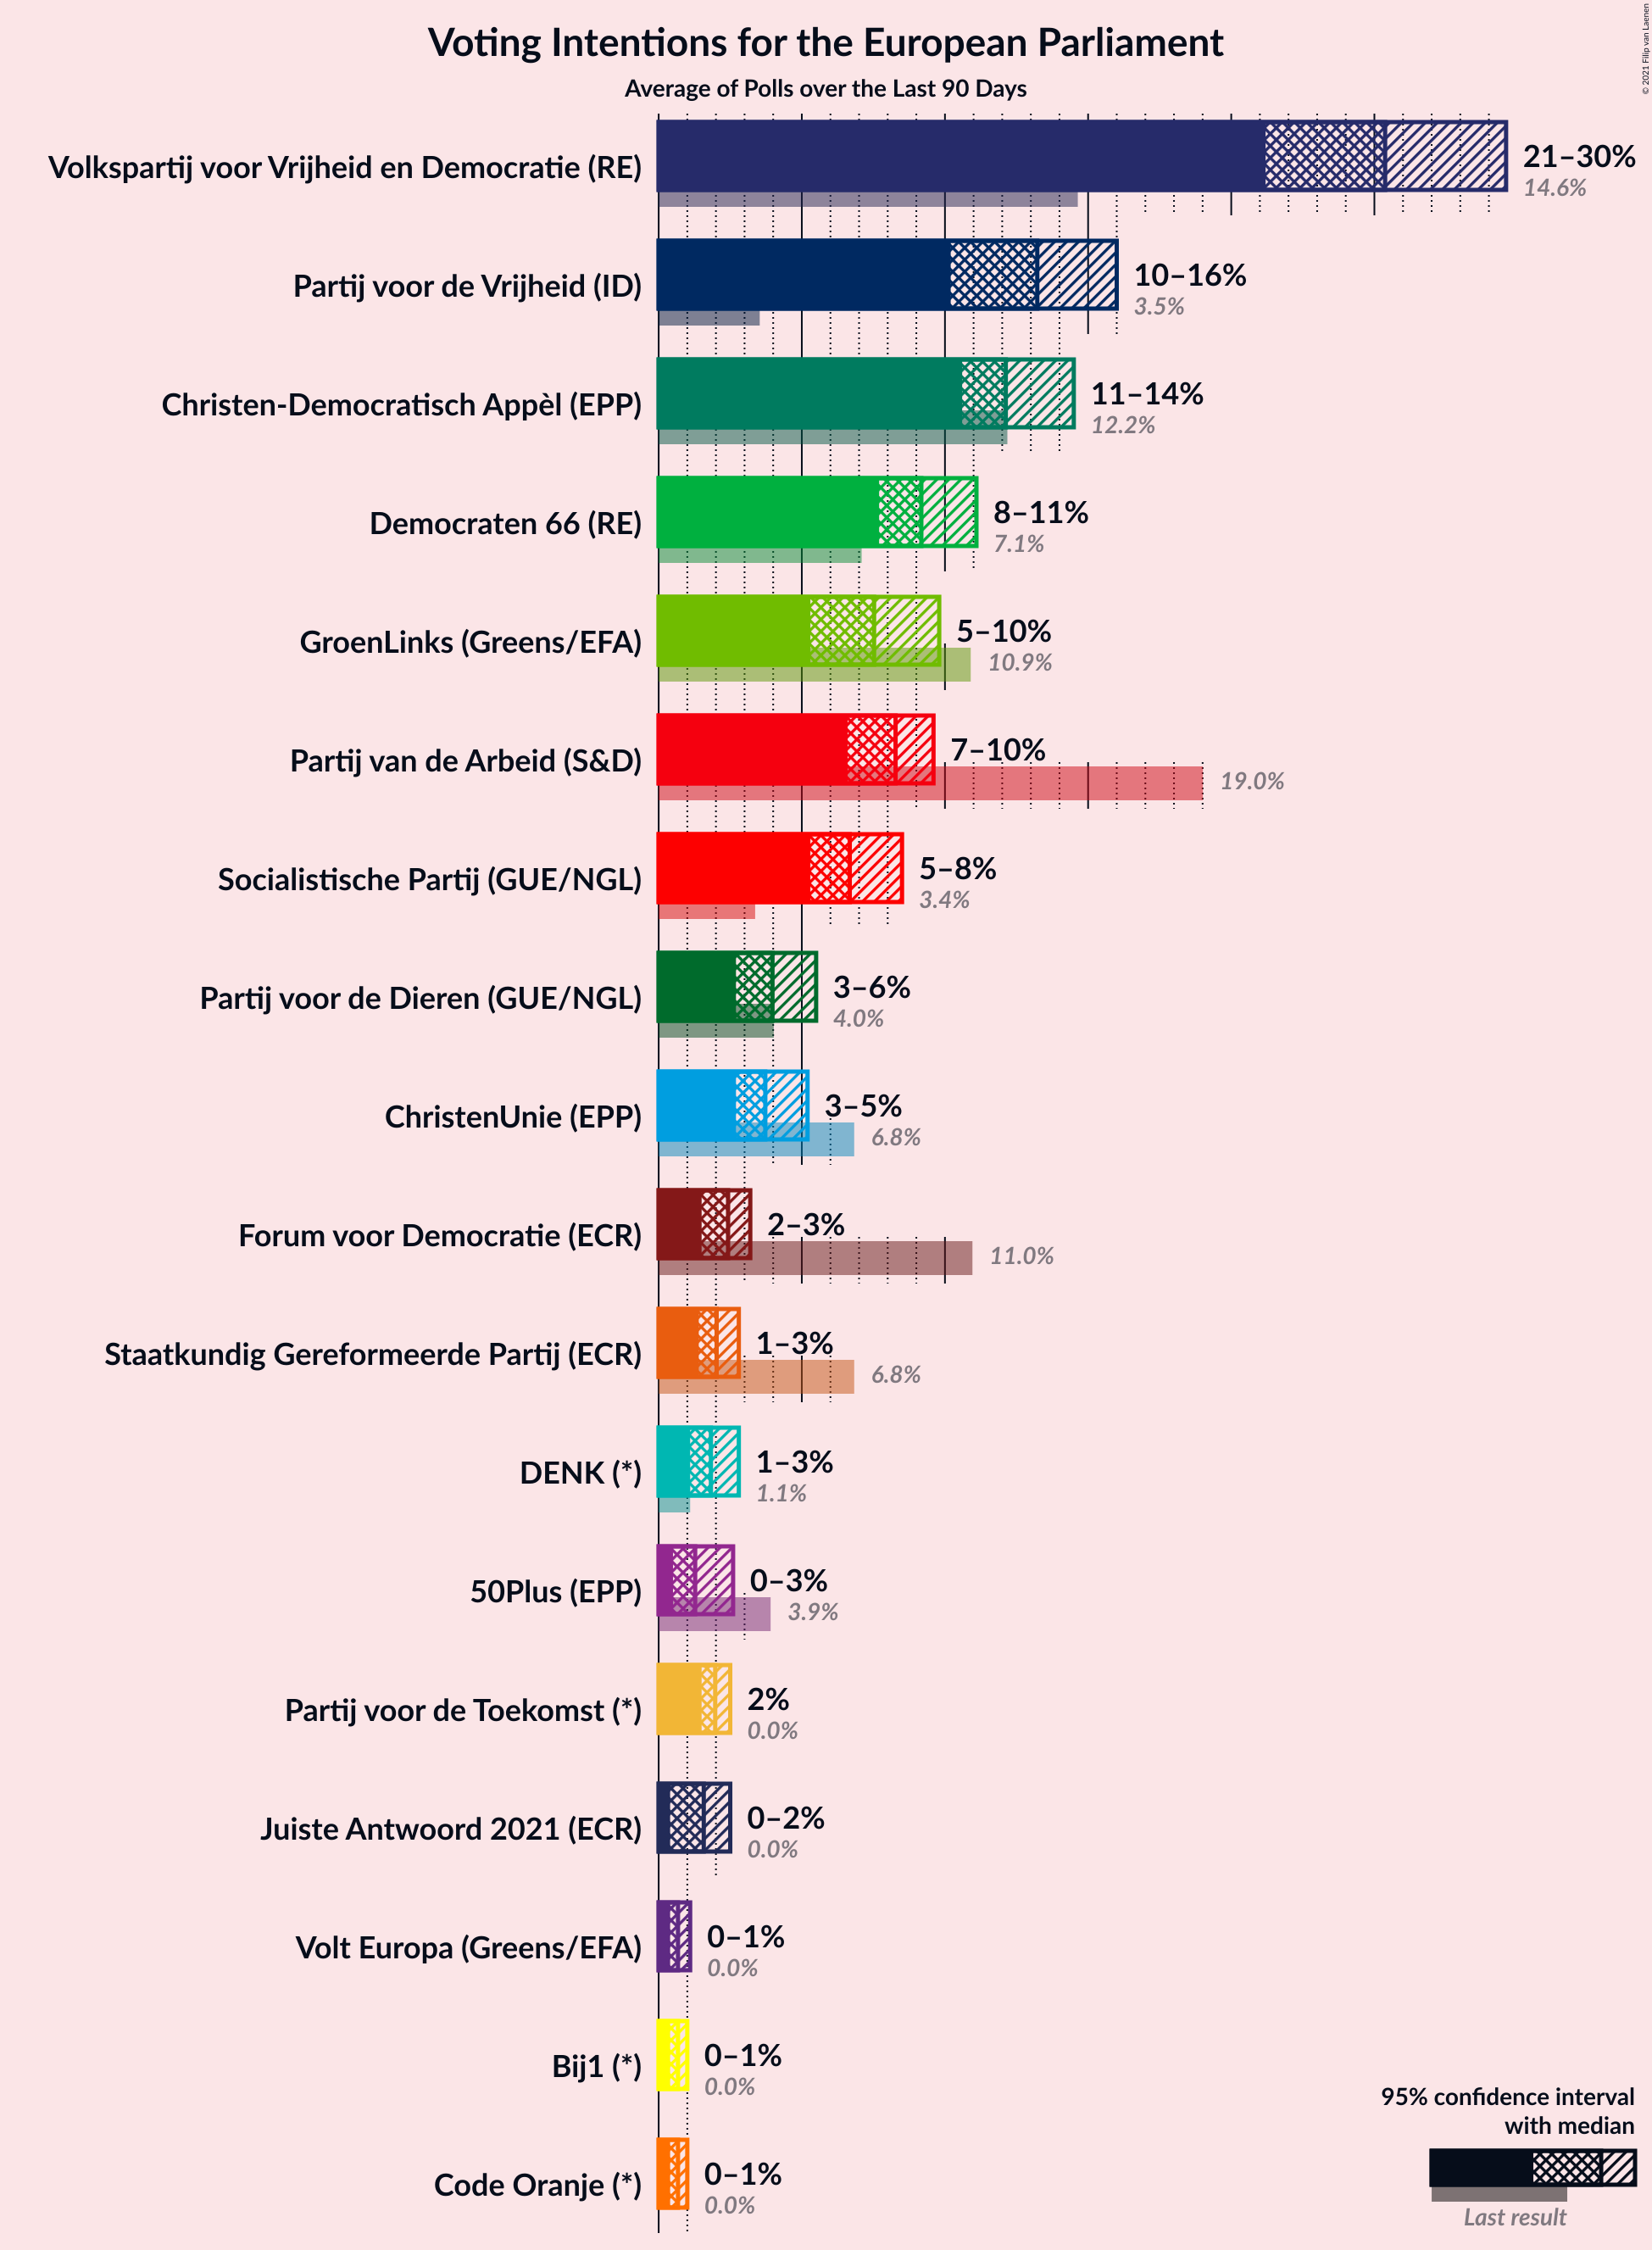 © 2021 Filip van Laenen
Voting Intentions for the European Parliament
Average of Polls over the Last 90 Days
Volkspartij voor Vrijheid en Democratie (RE)
21–30%
14.6%
Partij voor de Vrijheid (ID)
10–16%
3.5%
Christen-Democratisch Appèl (EPP)
11–14%
12.2%
Democraten 66 (RE)
8–11%
7.1%
GroenLinks (Greens/EFA)
5–10%
10.9%
Partij van de Arbeid (S&D)
7–10%
19.0%
Socialistische Partij (GUE/NGL)
5–8%
3.4%
Partij voor de Dieren (GUE/NGL)
3–6%
4.0%
ChristenUnie (EPP)
3–5%
6.8%
Forum voor Democratie (ECR)
2–3%
11.0%
Staatkundig Gereformeerde Partij (ECR)
1–3%
6.8%
DENK (*)
1–3%
1.1%
50Plus (EPP)
0–3%
3.9%
Partij voor de Toekomst (*)
2%
0.0%
Juiste Antwoord 2021 (ECR)
0–2%
0.0%
Volt Europa (Greens/EFA)
0–1%
0.0%
Bij1 (*)
0–1%
0.0%
Code Oranje (*)
0–1%
0.0%
95% confidence interval
with median
Last result